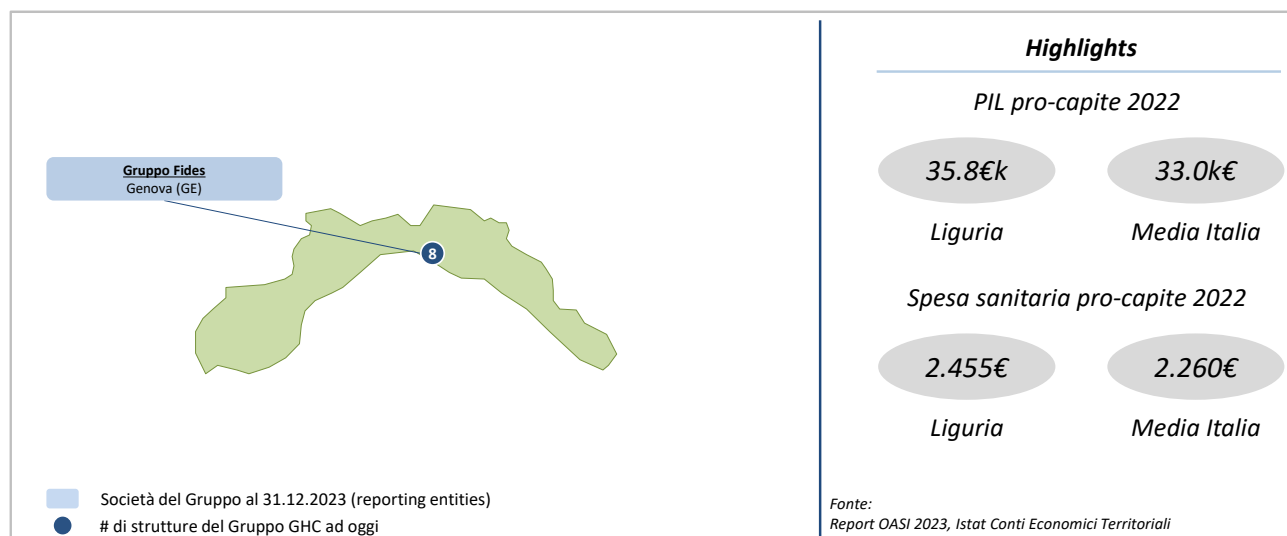 Gruppo Fides
Genova (GE)
8
Società del Gruppo al 31.12.2023 (reporting entities)
# di strutture del Gruppo GHC ad oggi
Highlights
PIL pro-capite 2022
35.8€k 33.0k€
Liguria Media Italia
Spesa sanitaria pro-capite 2022
2.455€ 2.260€
Liguria Media Italia
Fonte:
Report OASI 2023, Istat Conti Economici Territoriali